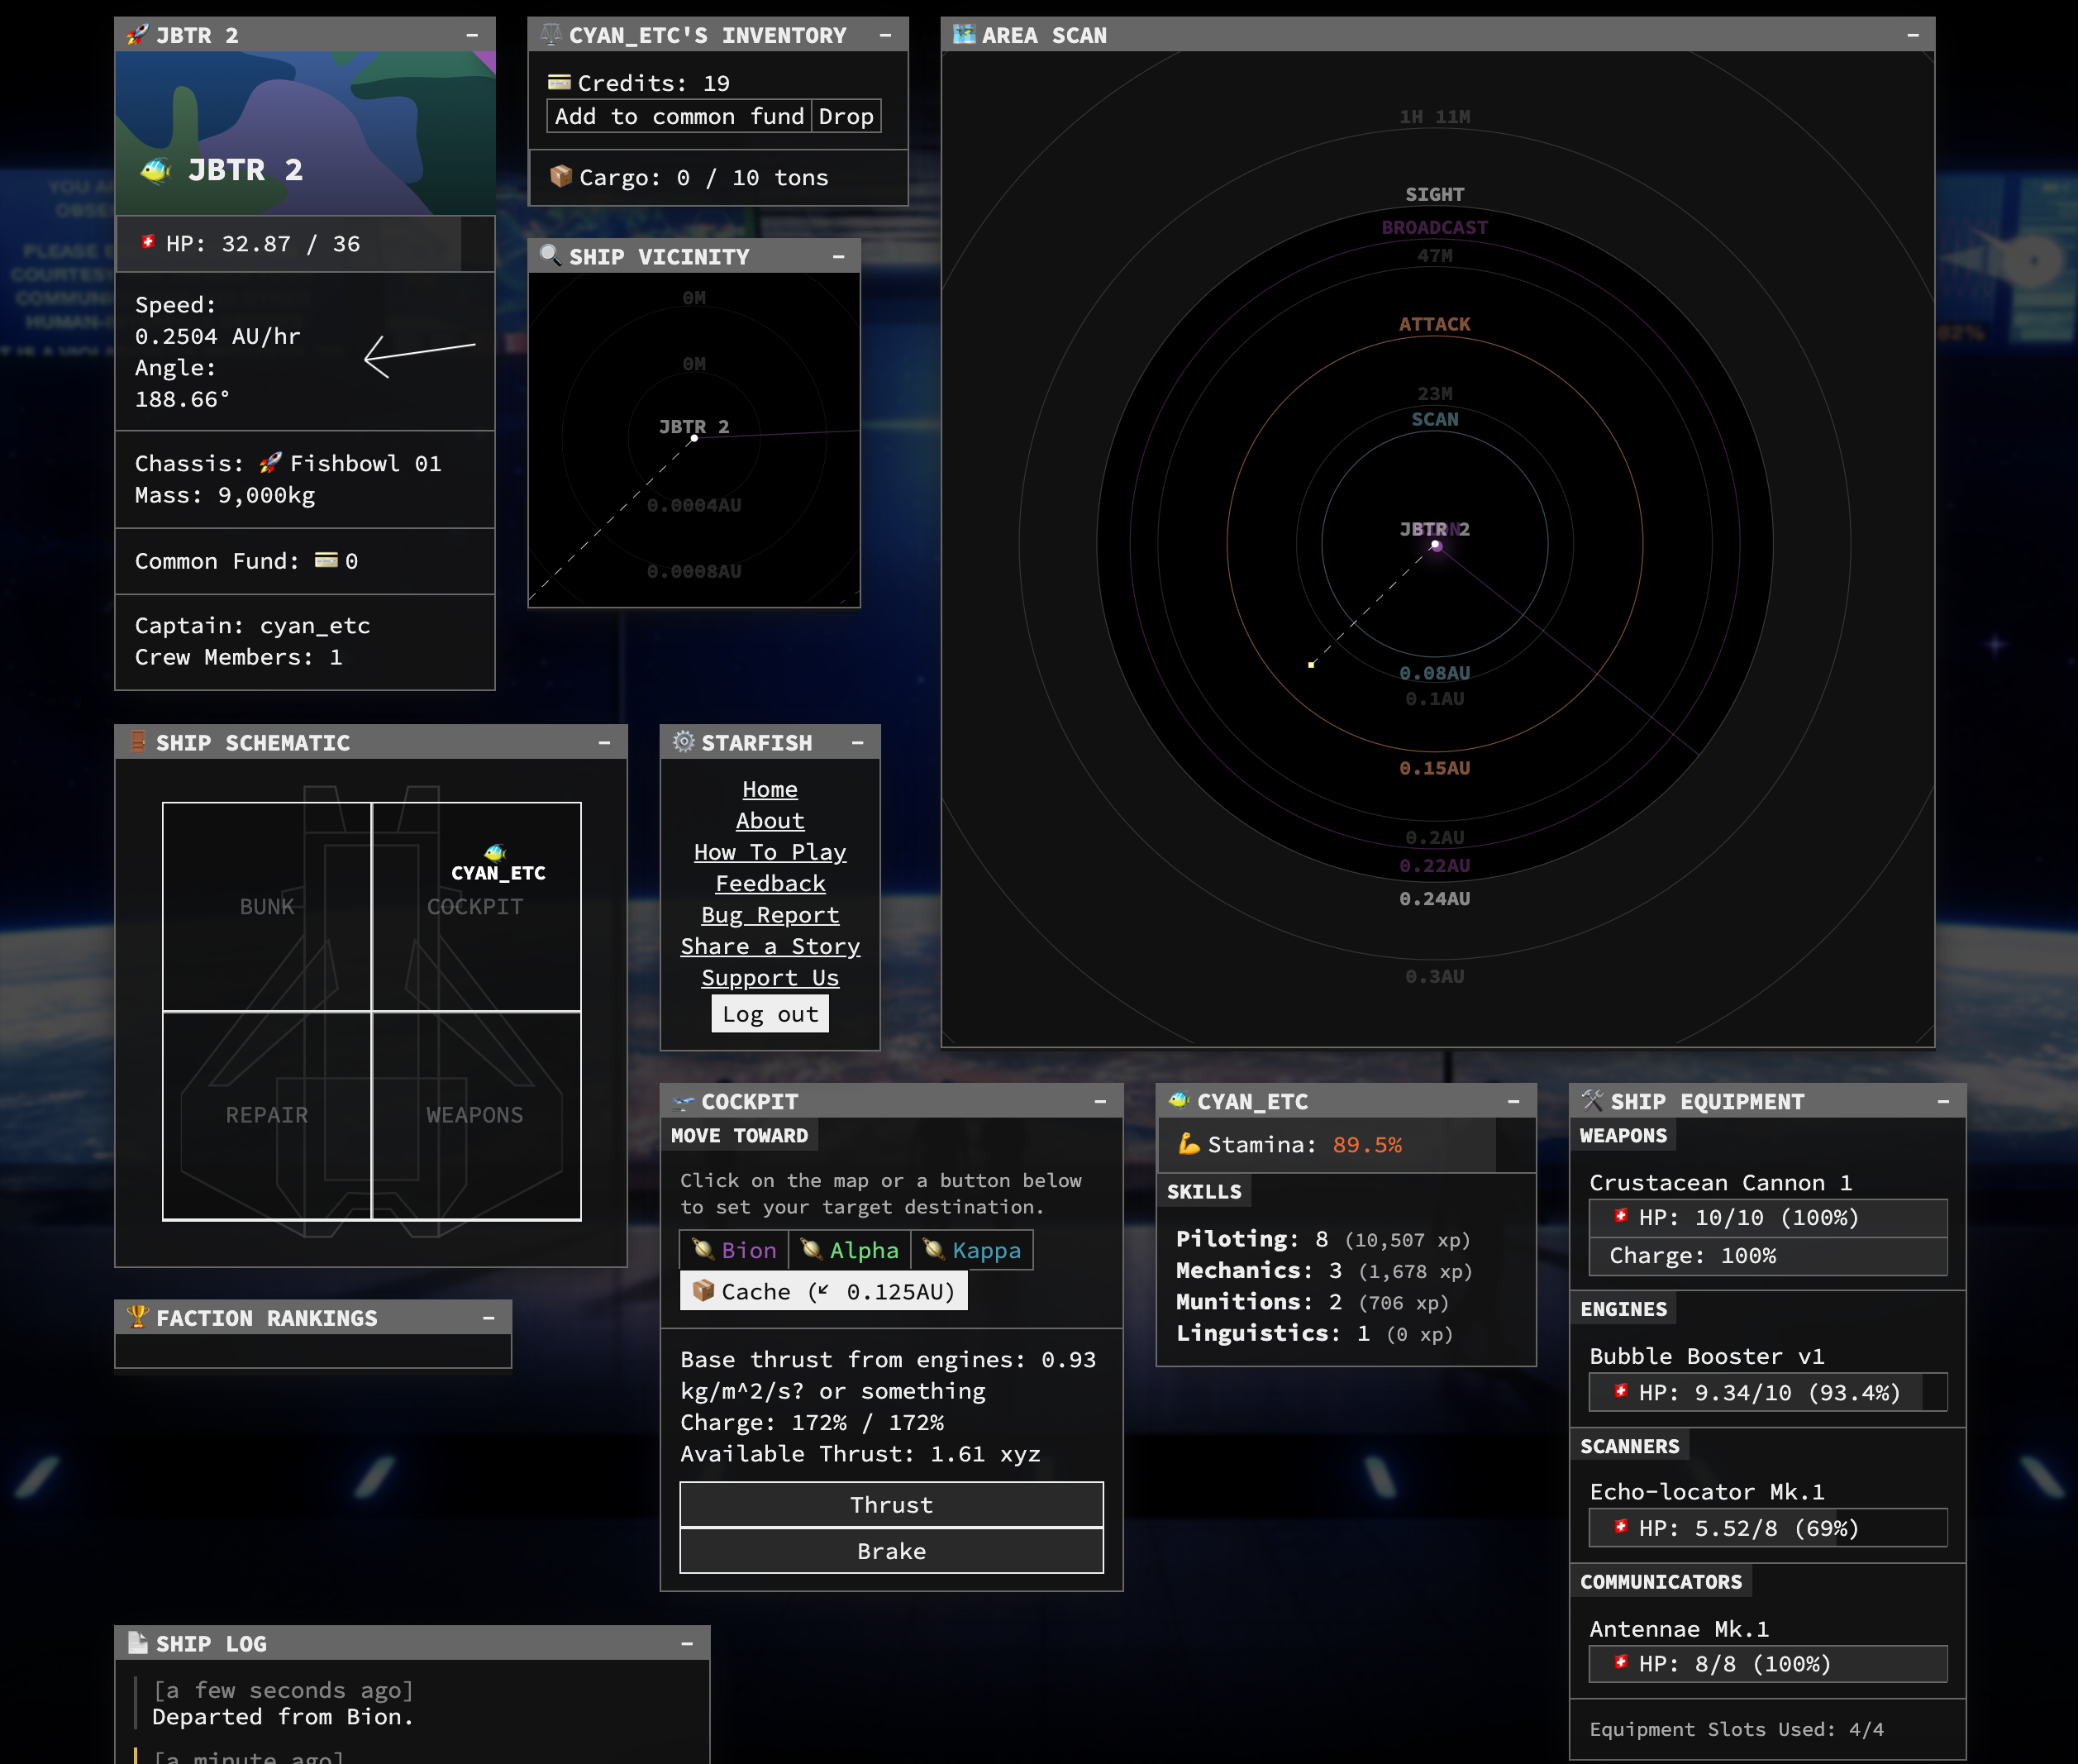 JBTR 2 −
JBTR 2
HP: 32.87 / 36
Speed:
0.2504 AU/hr
Angle:
188.66°
Chassis: Fishbowl 01
Mass: 9,000kg
Common Fund: 0
Captain: cyan_etc
Crew Members: 1
CYAN_ETC'S INVENTORY −
Credits: 19
Add to common fund Drop
Cargo: 0 / 10 tons
SHIP VICINITY −
0M
0M
JBTR 2
0.0004AU
0.0008AU
AREA SCAN −
1H 11M
SIGHT
BROADCAST
47M
ATTACK
23M
SCAN
JBTR 2
0.08AU
0.1AU
0.15AU
0.2AU
0.22AU
0.24AU
0.3AU
SHIP SCHEMATIC −
CYAN_ETC
BUNK COCKPIT
REPAIR WEAPONS
STARFISH −
Home
About
How To Play
Feedback
Bug Report
Share a Story
Support Us
Log out
COCKPIT −
MOVE TOWARD
Click on the map or a button below
to set your target destination.
Bion Alpha Kappa
Cache (↙ 0.125AU)
Base thrust from engines: 0.93
kg/m^2/s? or something
Charge: 172% / 172%
Available Thrust: 1.61 xyz
Thrust
Brake
CYAN_ETC −
Stamina: 89.5%
SKILLS
Piloting: 8 (10,507 xp)
Mechanics: 3 (1,678 xp)
Munitions: 2 (706 xp)
Linguistics: 1 (0 xp)
SHIP EQUIPMENT −
WEAPONS
Crustacean Cannon 1
HP: 10/10 (100%)
Charge: 100%
ENGINES
Bubble Booster v1
HP: 9.34/10 (93.4%)
SCANNERS
Echo-locator Mk.1
HP: 5.52/8 (69%)
COMMUNICATORS
Antennae Mk.1
HP: 8/8 (100%)
Equipment Slots Used: 4/4
FACTION RANKINGS −
SHIP LOG −
[a few seconds ago]
Departed from Bion.
[a minute ago]